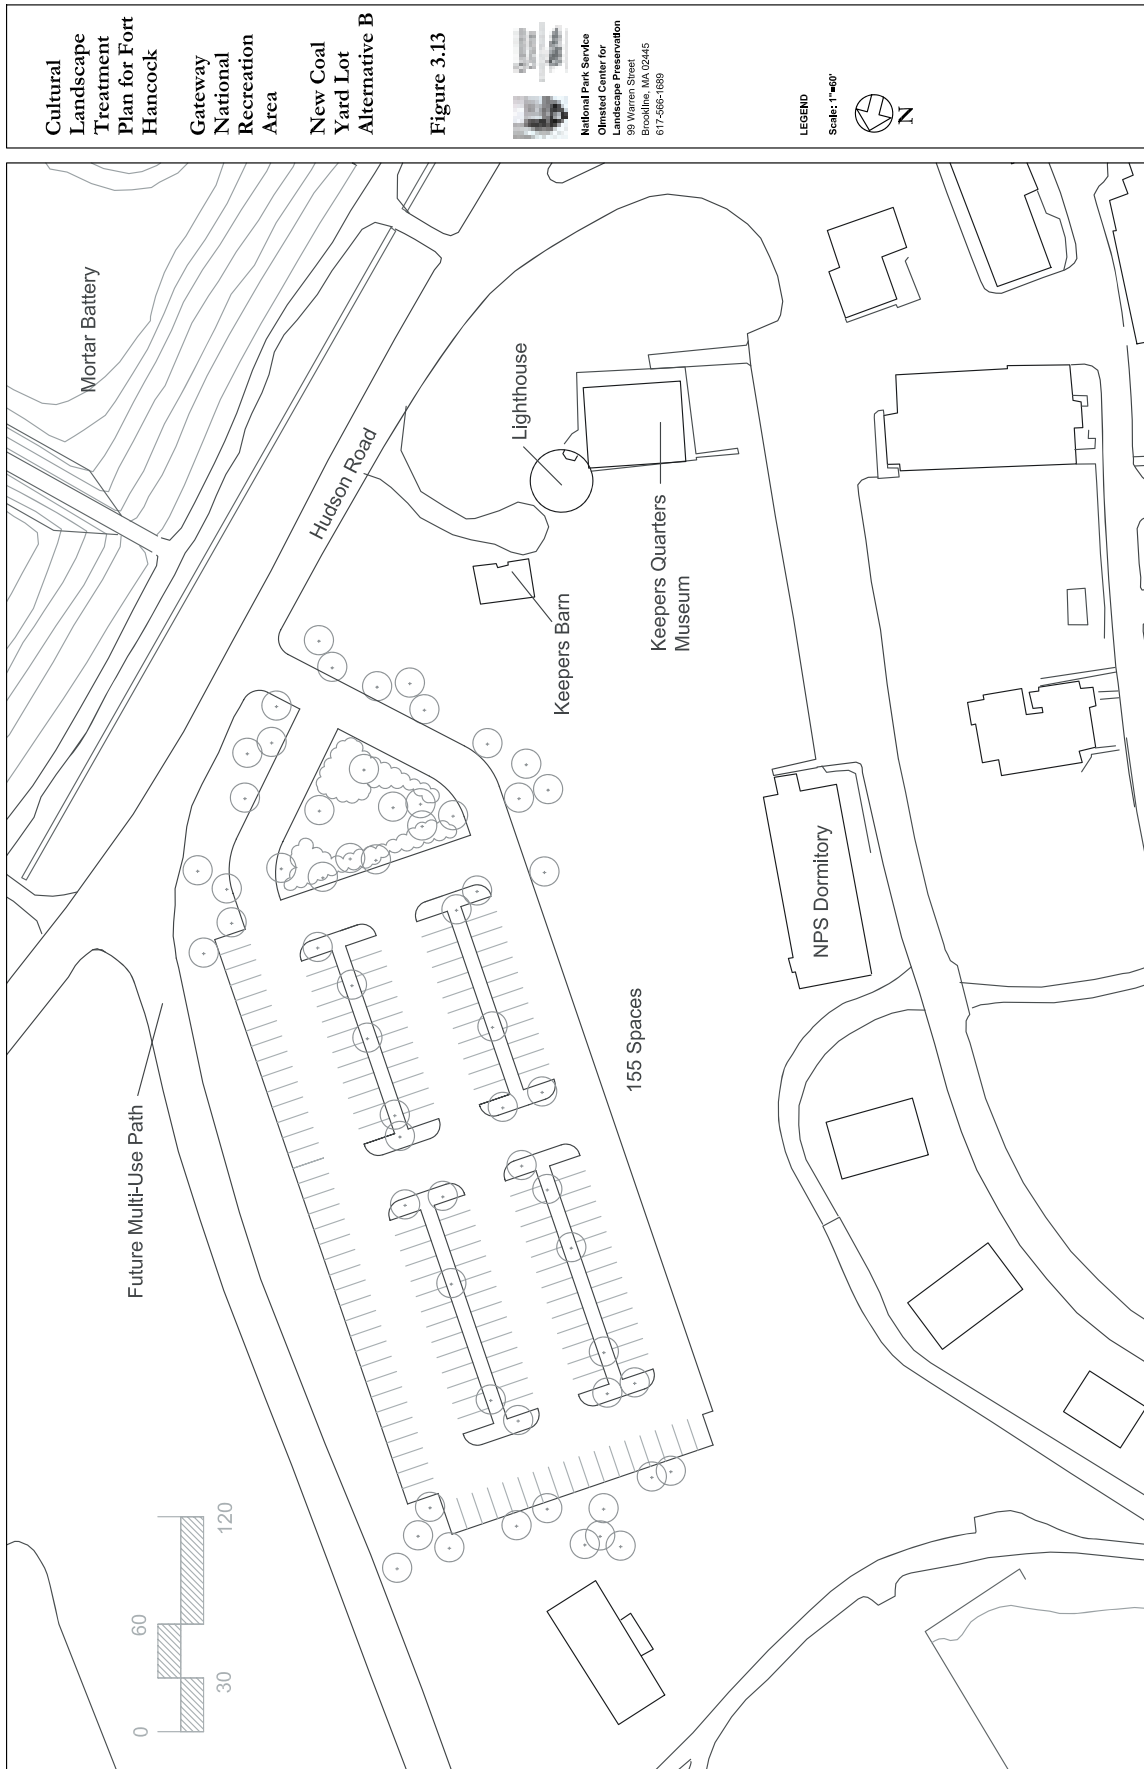 Cultural
Landscape
Treatment
Plan for Fort
Hancock
Gateway
National
Recreation
Area
New Coal
Yard Lot
Alternative B
Figure 3.13
National Park Service
Olmsted Center for
Landscape Preservation
99 Warren Street
Brookline, MA 02445
617-566-1689
LEGEND
Scale: 1"=60'
N
Mortar Battery
Hudson Road
Lighthouse
Keepers Barn
Keepers Quarters
Museum
NPS Dormitory
155 Spaces
Future Multi-Use Path
0
30
60
120